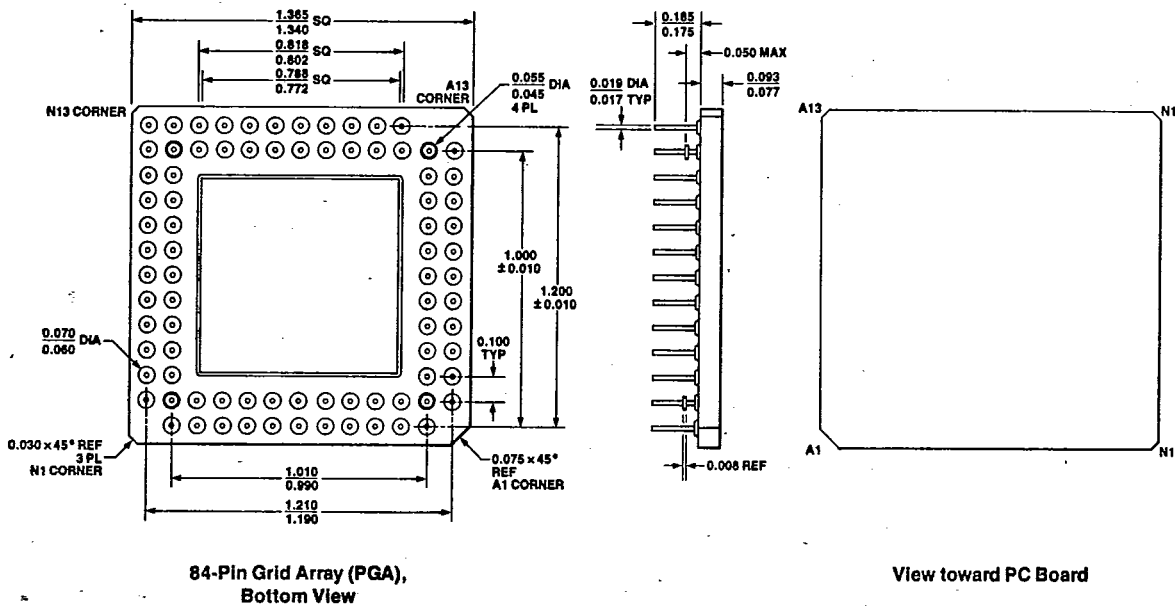 1.365
1.340 SQ
0.818
0.802 SQ
0.788
0.772 SQ
N13 CORNER
A13
CORNER
0.055
0.045 DIA
4 PL
0.070
0.060 DIA
1.000
±0.010
1.200
±0.010
0.100
TYP
0.030 × 45° REF
3 PL
N1 CORNER
0.075 × 45°
REF
A1 CORNER
1.010
0.990
1.210
1.190
84-Pin Grid Array (PGA),
Bottom View
0.185
0.175
0.050 MAX
0.019 DIA
0.017 TYP
0.093
0.077
0.008 REF
A13
N1
A1
N1
View toward PC Board